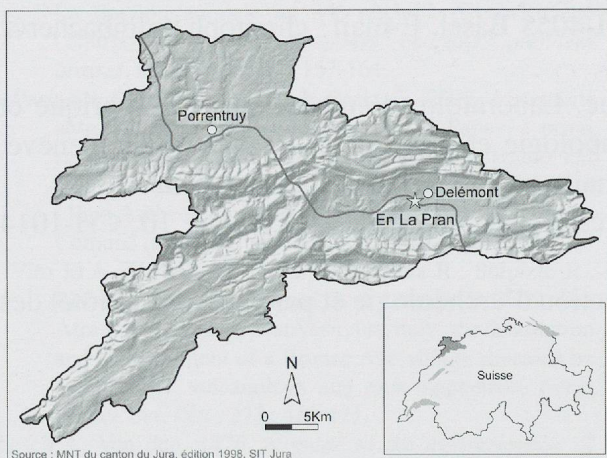 Porrentruy
Delémont
En La Pran
N
0 5Km
Suisse
Source : MNT du canton du Jura, édition 1998, SIT Jura